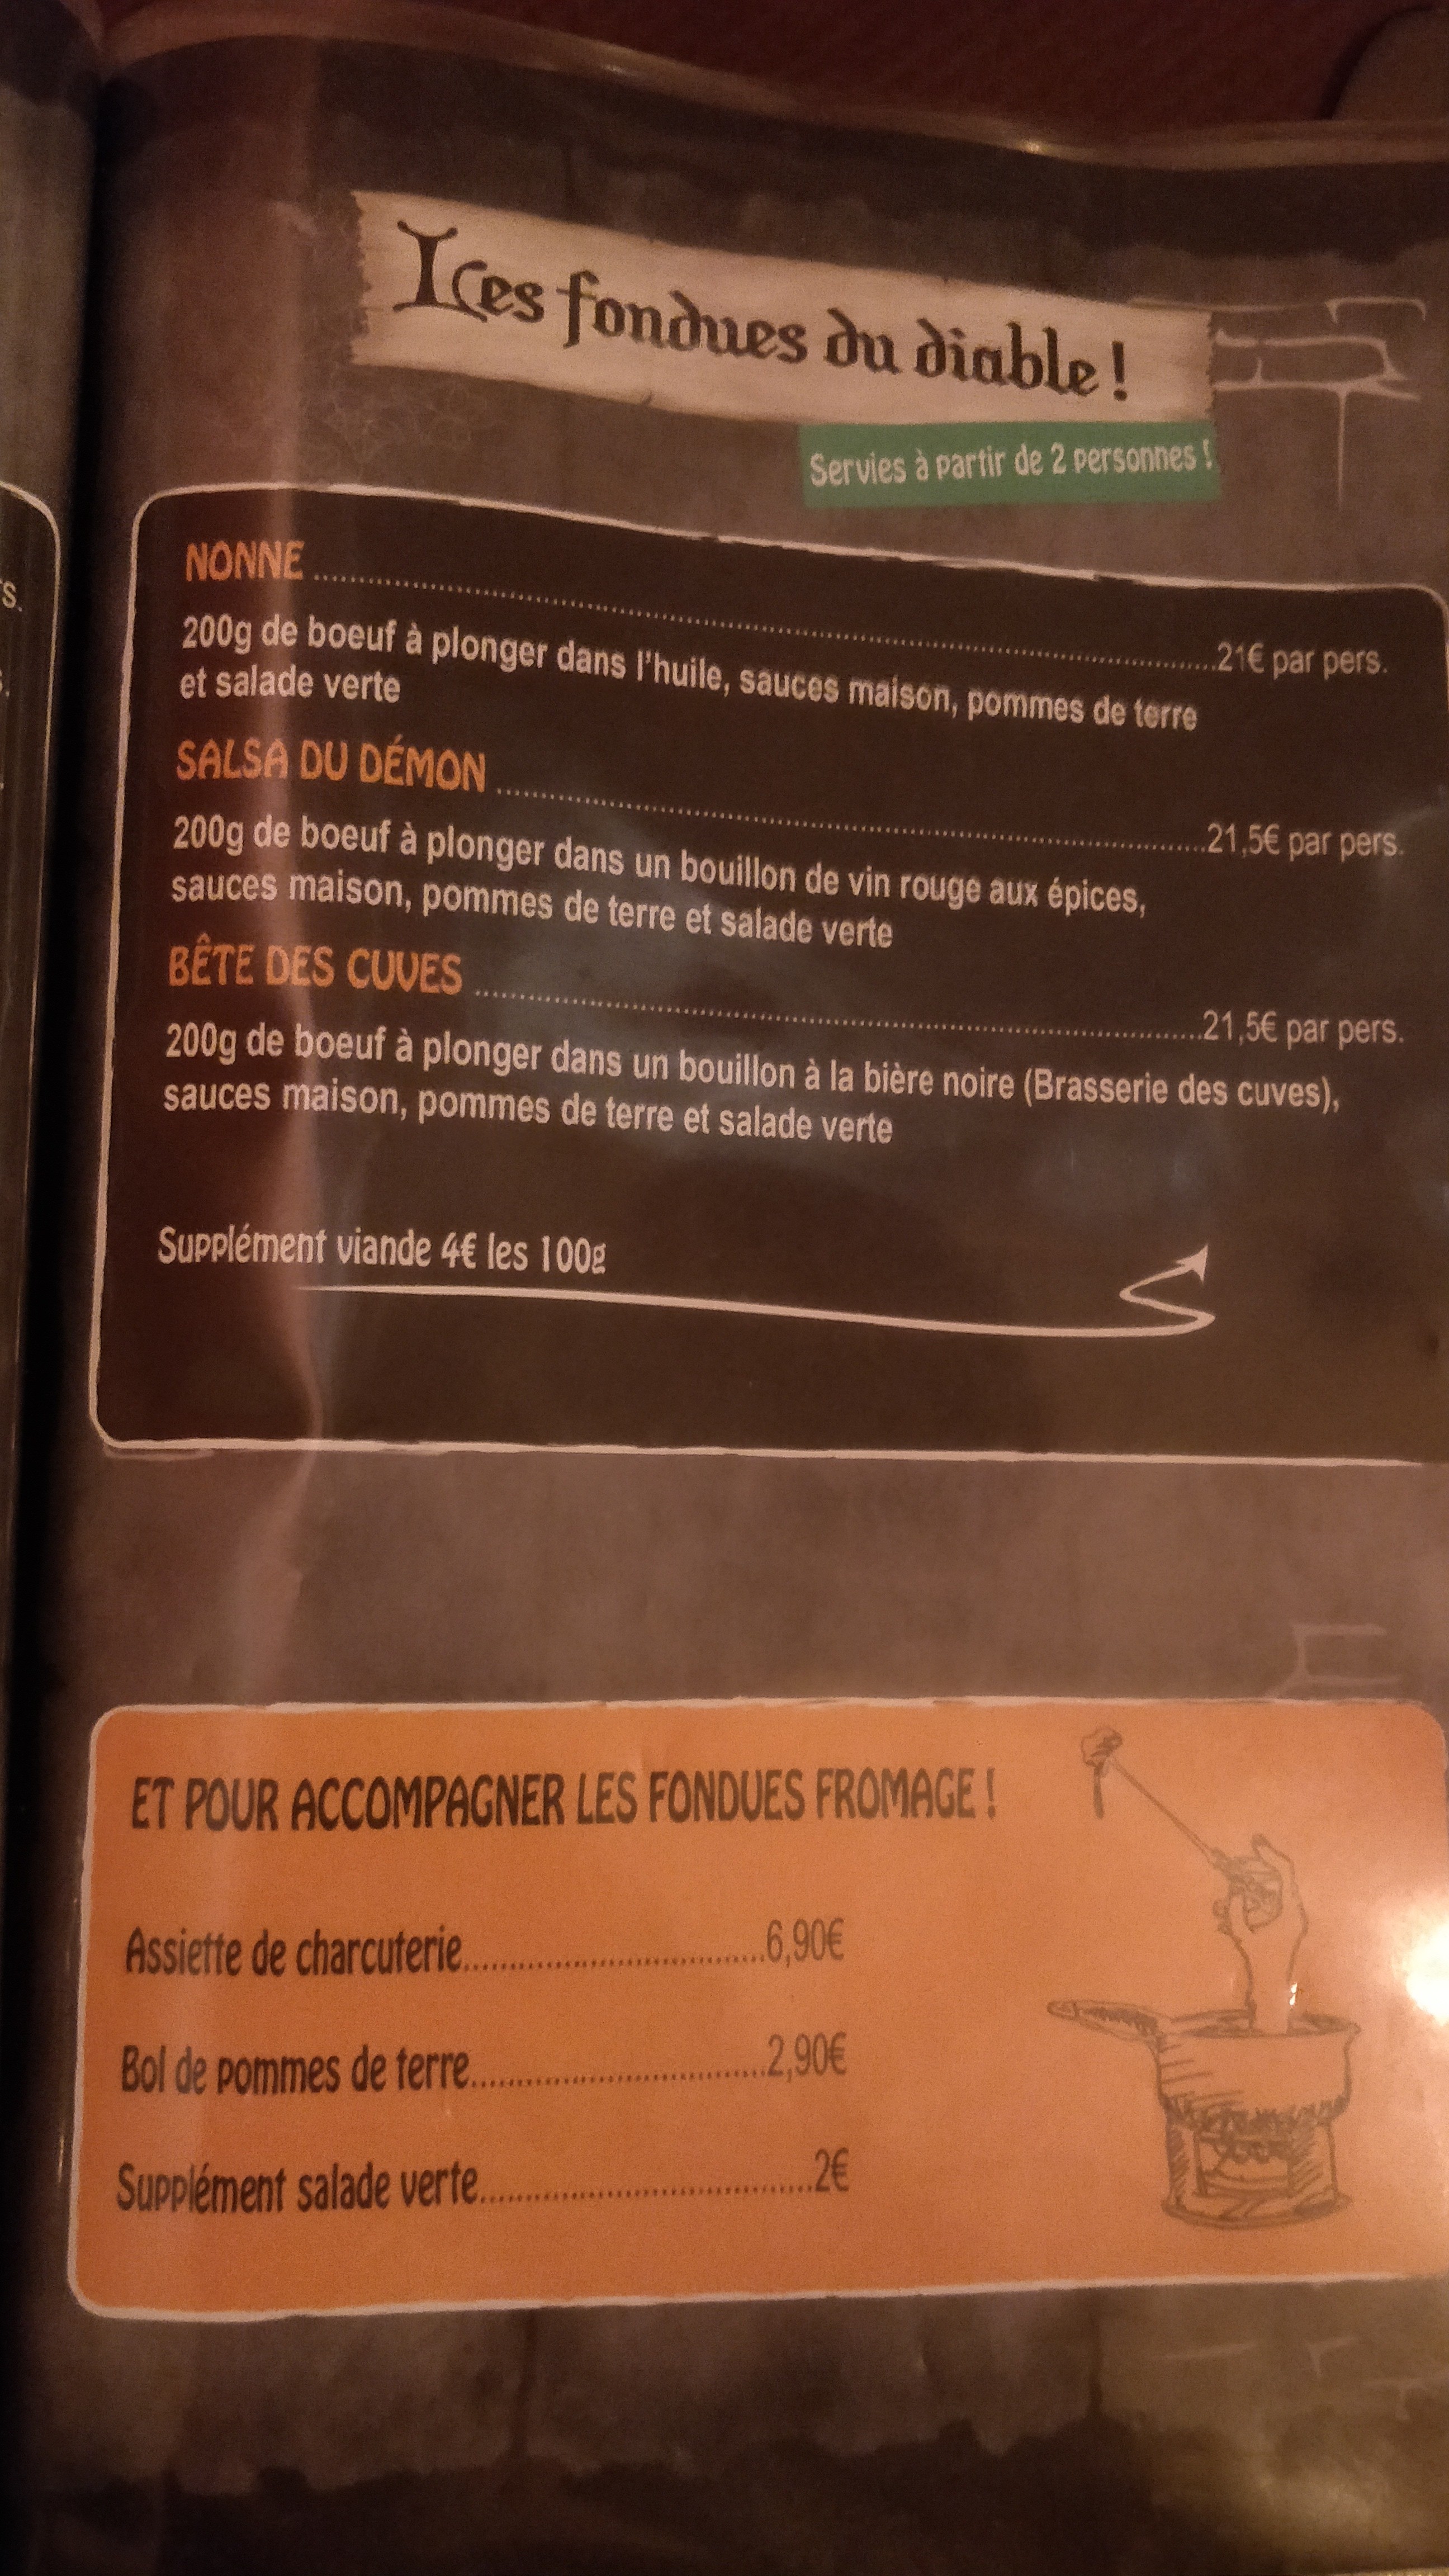 Les fondues du diable !
Servies à partir de 2 personnes !
s.
NONNE........21€ par pers.
200g de boeuf à plonger dans l'huile, sauces maison, pommes de terre
et salade verte
SALSA DU DÉMON........21,5€ par pers.
200g de boeuf à plonger dans un bouillon de vin rouge aux épices,
sauces maison, pommes de terre et salade verte
BÊTE DES CUVES........21,5€ par pers.
200g de boeuf à plonger dans un bouillon à la bière noire (Brasserie des cuves),
sauces maison, pommes de terre et salade verte
Supplément viande 4€ les 100g
ET POUR ACCOMPAGNER LES FONDUES FROMAGE !
Assiette de charcuterie........6,90€
Bol de pommes de terre........2,90€
Supplément salade verte........2€